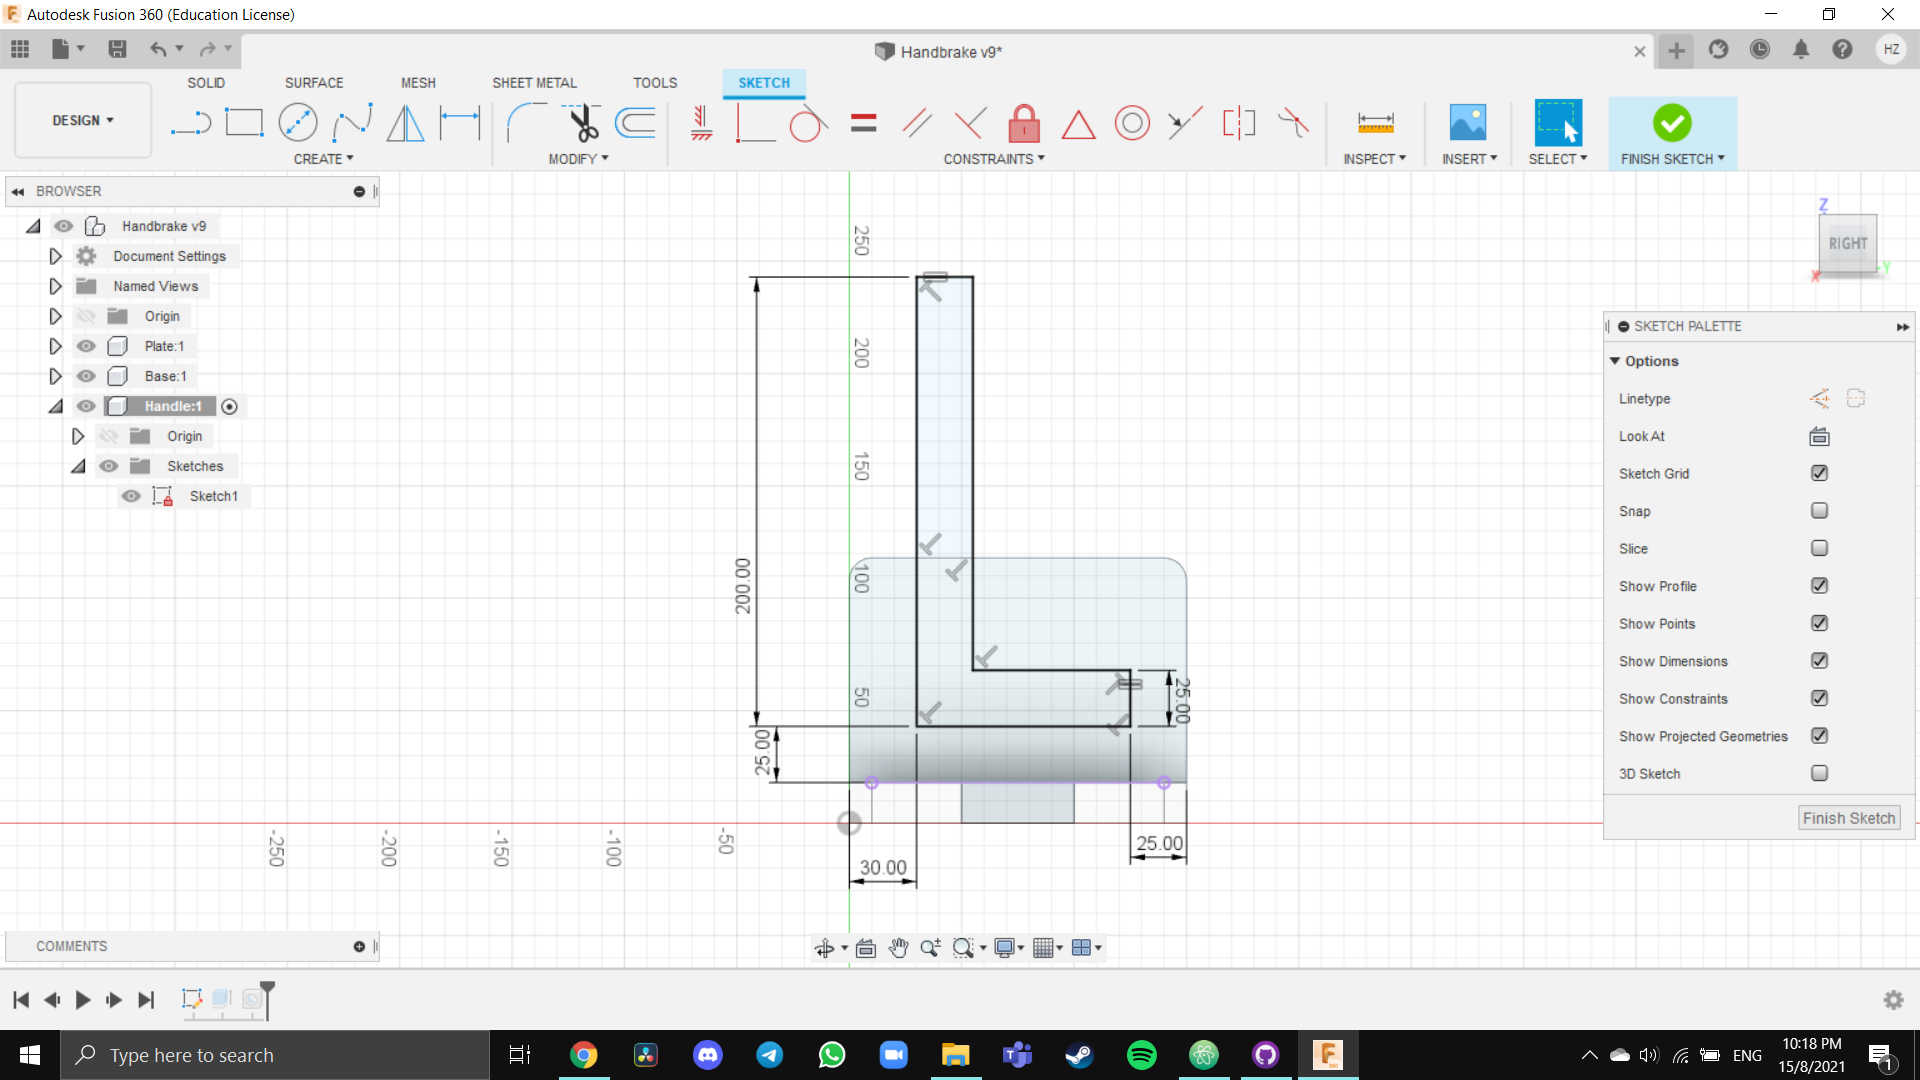 Autodesk Fusion 360 (Education License)
Handbrake v9*
HZ
SOLID
SURFACE
MESH
SHEET METAL
TOOLS
SKETCH
DESIGN
CREATE
MODIFY
CONSTRAINTS
INSPECT
INSERT
SELECT
FINISH SKETCH
BROWSER
Handbrake v9
Document Settings
Named Views
Origin
Plate:1
Base:1
Handle:1
Origin
Sketches
Sketch1
250
200
150
100
50
-50
-100
-150
-200
-250
200.00
25.00
25.00
30.00
25.00
Z
RIGHT
X
Y
SKETCH PALETTE
Options
Linetype
Look At
Sketch Grid
Snap
Slice
Show Profile
Show Points
Show Dimensions
Show Constraints
Show Projected Geometries
3D Sketch
Finish Sketch
COMMENTS
Type here to search
ENG
10:18 PM
15/8/2021
1